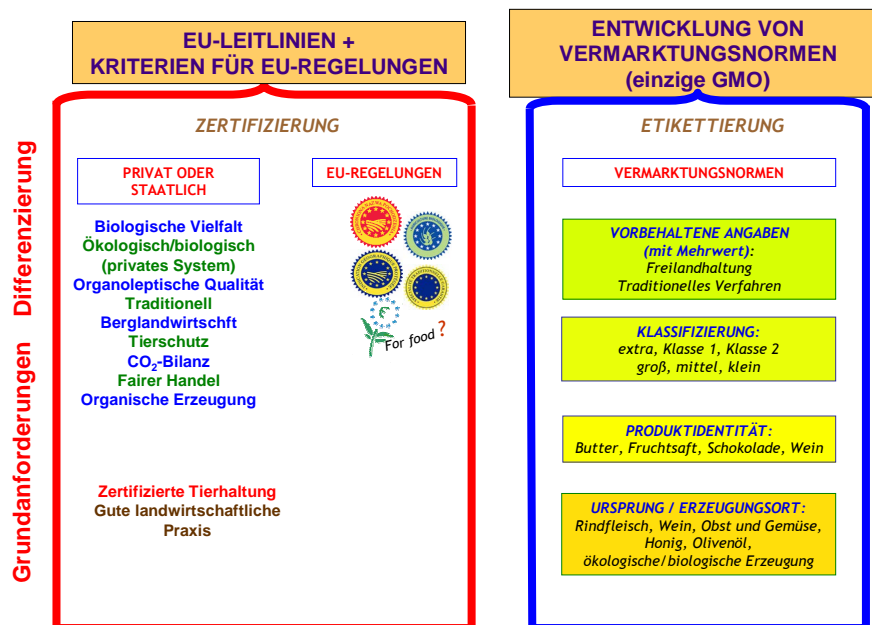 EU-LEITLINIEN +
KRITERIEN FÜR EU-REGELUNGEN
ENTWICKLUNG VON
VERMARKTUNGSNORMEN
(einzige GMO)
Grundanforderungen Differenzierung
ZERTIFIZIERUNG
PRIVAT ODER
STAATLICH
Biologische Vielfalt
Ökologisch/biologisch
(privates System)
Organoleptische Qualität
Traditionell
Berglandwirtschft
Tierschutz
CO₂-Bilanz
Fairer Handel
Organische Erzeugung
Zertifizierte Tierhaltung
Gute landwirtschaftliche
Praxis
EU-REGELUNGEN
For food ?
ETIKETTIERUNG
VERMARKTUNGSNORMEN
VORBEHALTENE ANGABEN
(mit Mehrwert):
Freilandhaltung
Traditionelles Verfahren
KLASSIFIZIERUNG:
extra, Klasse 1, Klasse 2
groß, mittel, klein
PRODUKTIDENTITÄT:
Butter, Fruchtsaft, Schokolade, Wein
URSPRUNG / ERZEUGUNGSORT:
Rindfleisch, Wein, Obst und Gemüse,
Honig, Olivenöl,
ökologische/biologische Erzeugung